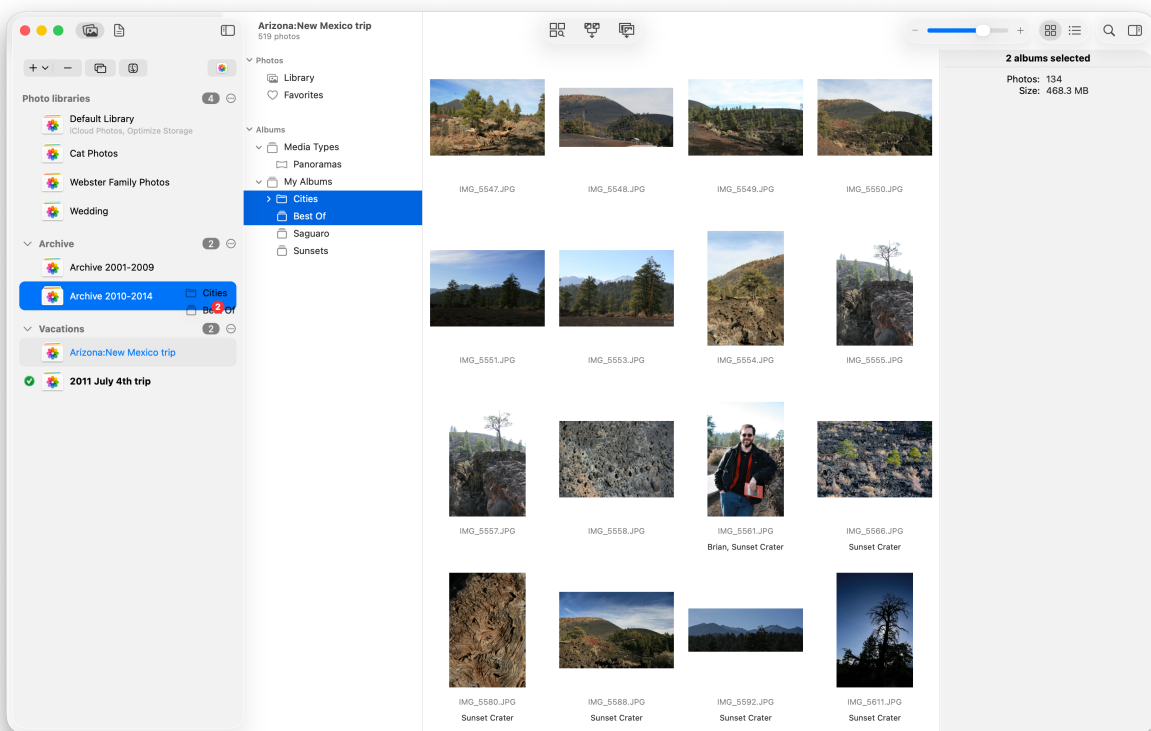 Arizona:New Mexico trip
519 photos
Photo libraries 4
Default Library
iCloud Photos, Optimize Storage
Cat Photos
Webster Family Photos
Wedding
Archive 2
Archive 2001-2009
Archive 2010-2014
Cities
Best Of
2
Vacations 2
Arizona:New Mexico trip
2011 July 4th trip
Photos
Library
Favorites
Albums
Media Types
Panoramas
My Albums
Cities
Best Of
Saguaro
Sunsets
IMG_5547.JPG IMG_5548.JPG IMG_5549.JPG IMG_5550.JPG
IMG_5551.JPG IMG_5553.JPG IMG_5554.JPG IMG_5555.JPG
IMG_5557.JPG IMG_5558.JPG IMG_5561.JPG IMG_5566.JPG
Brian, Sunset Crater Sunset Crater
IMG_5580.JPG IMG_5588.JPG IMG_5592.JPG IMG_5611.JPG
Sunset Crater Sunset Crater Sunset Crater Sunset Crater
2 albums selected
Photos: 134
Size: 468.3 MB